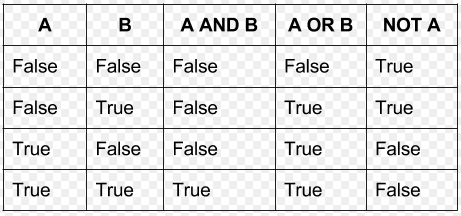 A B A AND B A OR B NOT A
False False False False True
False True False True True
True False False True False
True True True True False